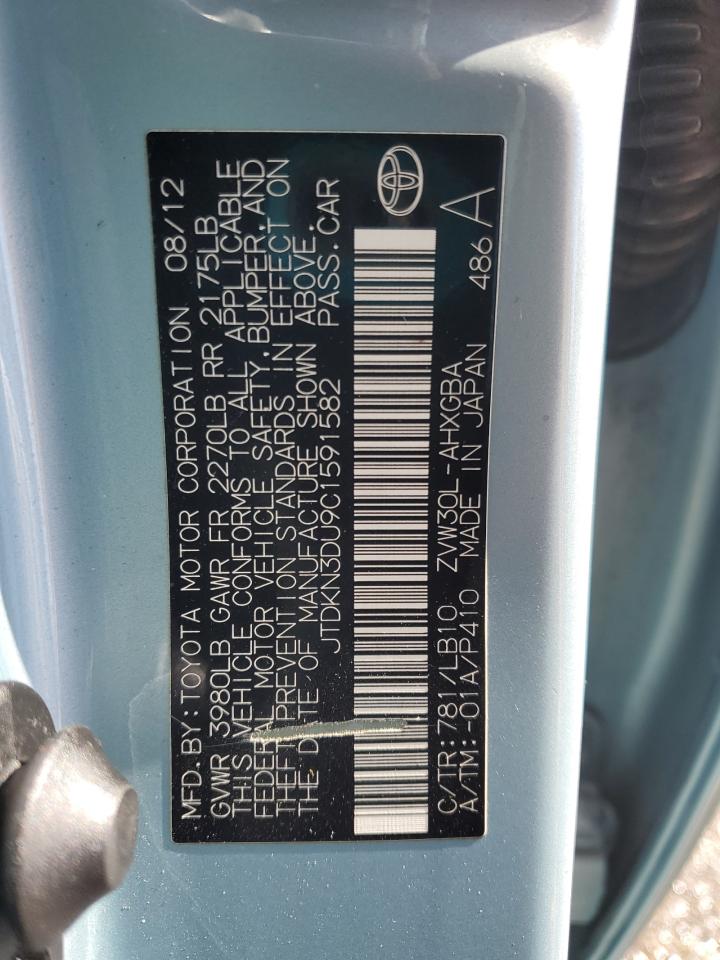 MFD.BY:TOYOTA MOTOR CORPORATION 08/12
GVWR 3980LB GAWR FR 2270LB RR 2175LB
THIS VEHICLE CONFORMS TO ALL APPLICABLE
FEDERAL MOTOR VEHICLE SAFETY,BUMPER,AND
THEFT PREVENTION STANDARDS IN EFFECT ON
THE DATE OF MANUFACTURE SHOWN ABOVE.
JTDKN3DU9C1591582 PASS.CAR
C/TR:781/LB10 ZVW30L-AHXGBA
A/TM:-01A/P410 MADE IN JAPAN 486 A